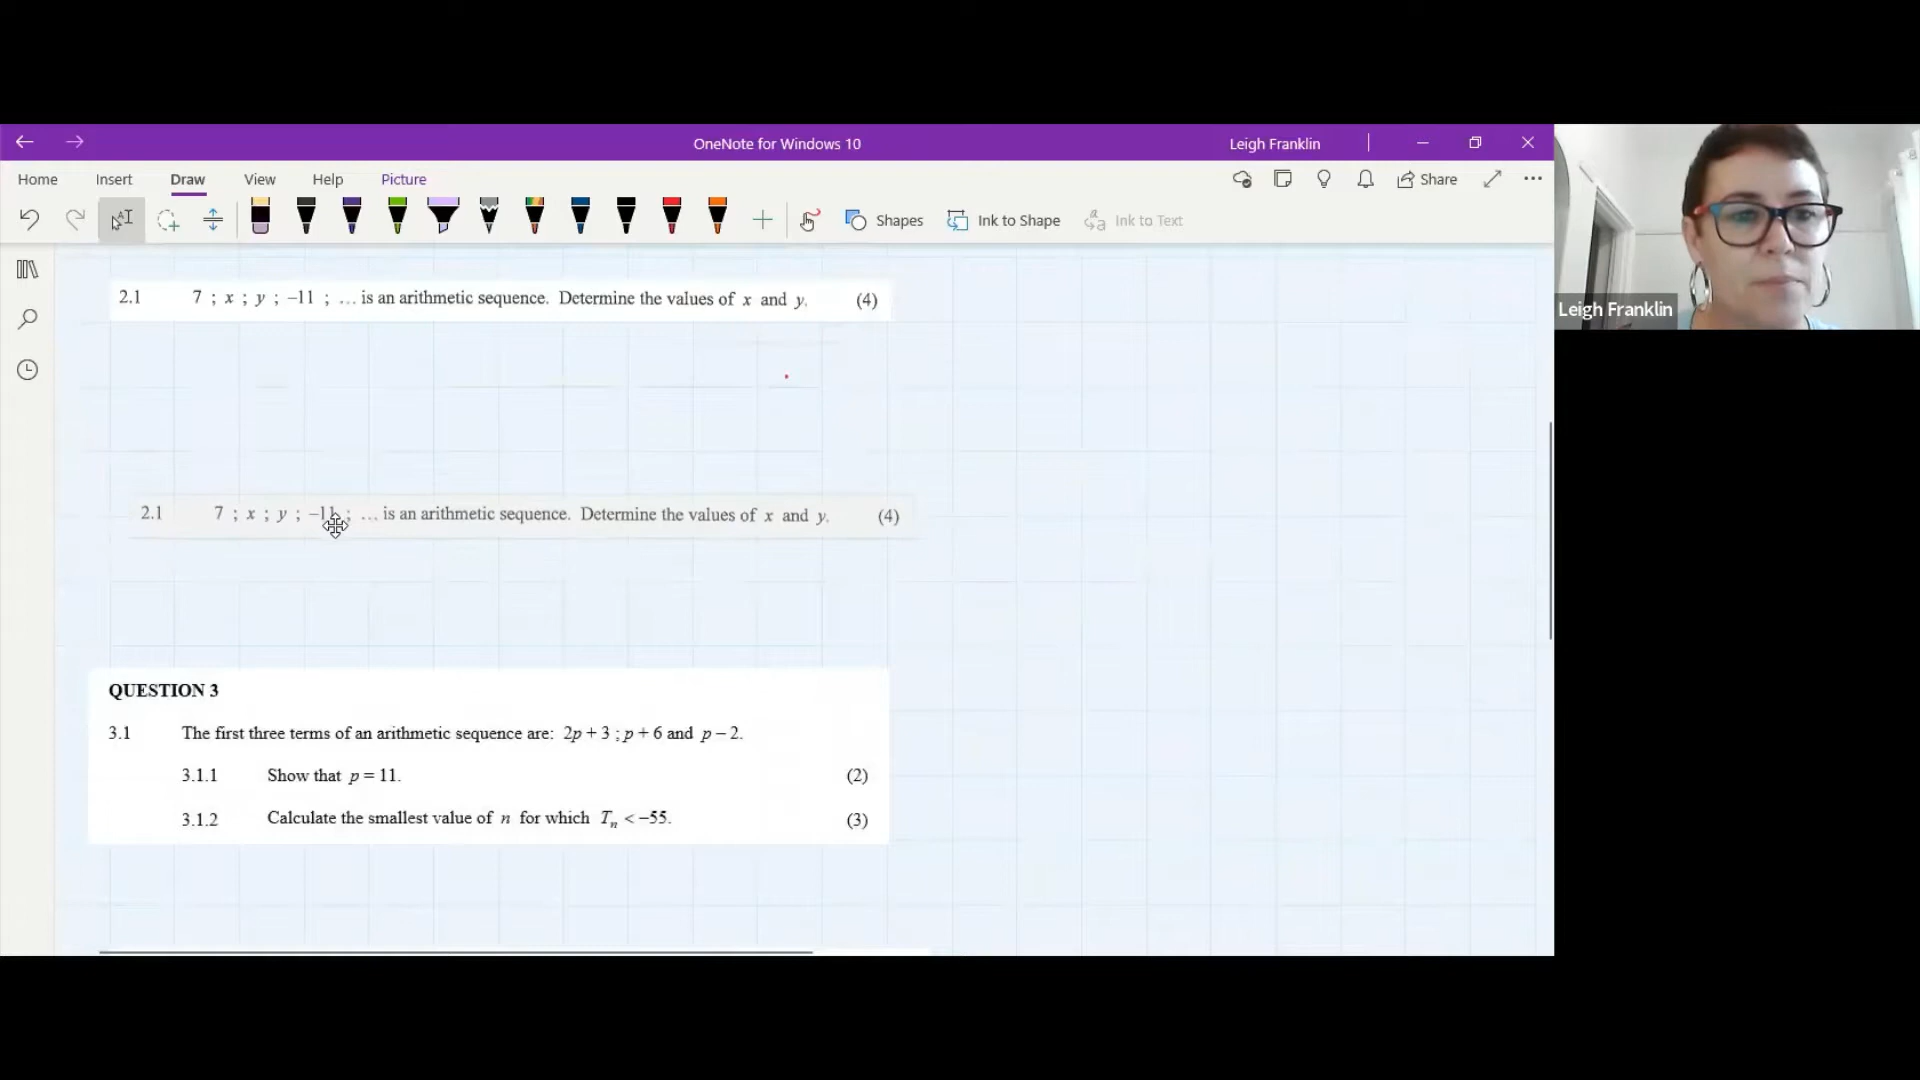 OneNote for Windows 10
Leigh Franklin
Home Insert Draw View Help Picture
Share
Shapes Ink to Shape Ink to Text
2.1 7 ; x ; y ; −11 ; … is an arithmetic sequence. Determine the values of x and y. (4)
Leigh Franklin
2.1 7 ; x ; y ; −11 ; … is an arithmetic sequence. Determine the values of x and y. (4)
QUESTION 3
3.1 The first three terms of an arithmetic sequence are: 2p + 3 ; p + 6 and p − 2.
3.1.1 Show that p = 11. (2)
3.1.2 Calculate the smallest value of n for which Tₙ < −55. (3)